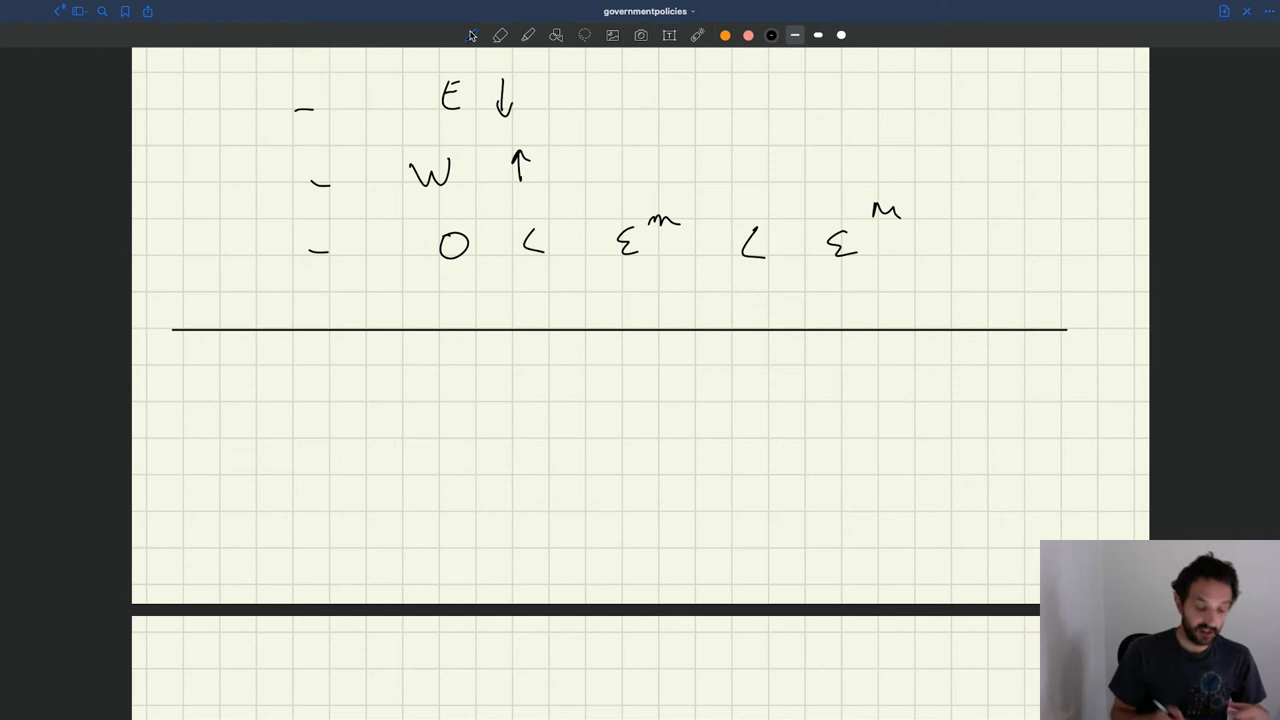 governmentpolicies
- E ↓
- W ↑
- 0 < ε^m < ε^M